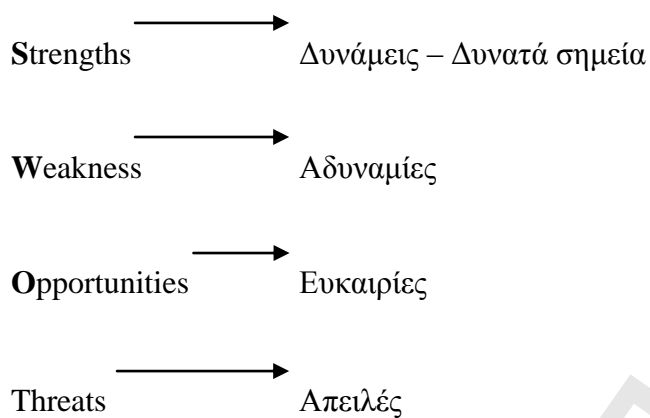 Strengths Δυνάμεις – Δυνατά σημεία
Weakness Αδυναμίες
Opportunities Ευκαιρίες
Threats Απειλές